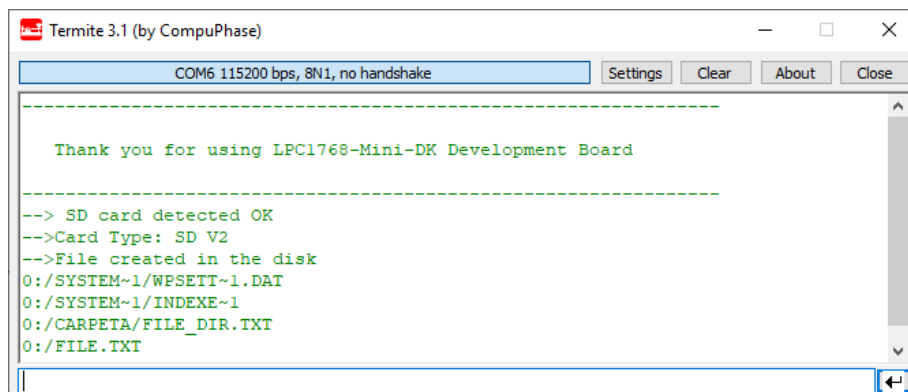 Termite 3.1 (by CompuPhase)
COM6 115200 bps, 8N1, no handshake Settings Clear About Close
----------------------------------------------------------------
Thank you for using LPC1768-Mini-DK Development Board
----------------------------------------------------------------
--> SD card detected OK
-->Card Type: SD V2
-->File created in the disk
0:/SYSTEM~1/WPSETT~1.DAT
0:/SYSTEM~1/INDEXE~1
0:/CARPETA/FILE_DIR.TXT
0:/FILE.TXT